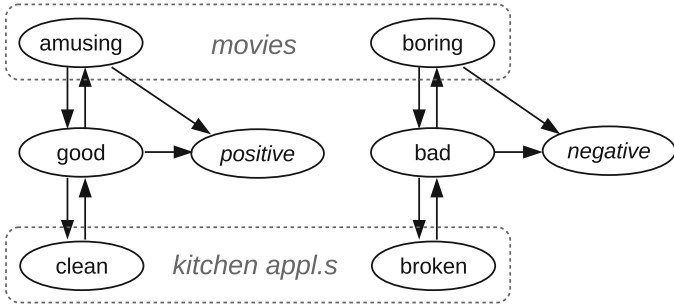 amusing movies boring
good positive bad negative
clean kitchen appl.s broken